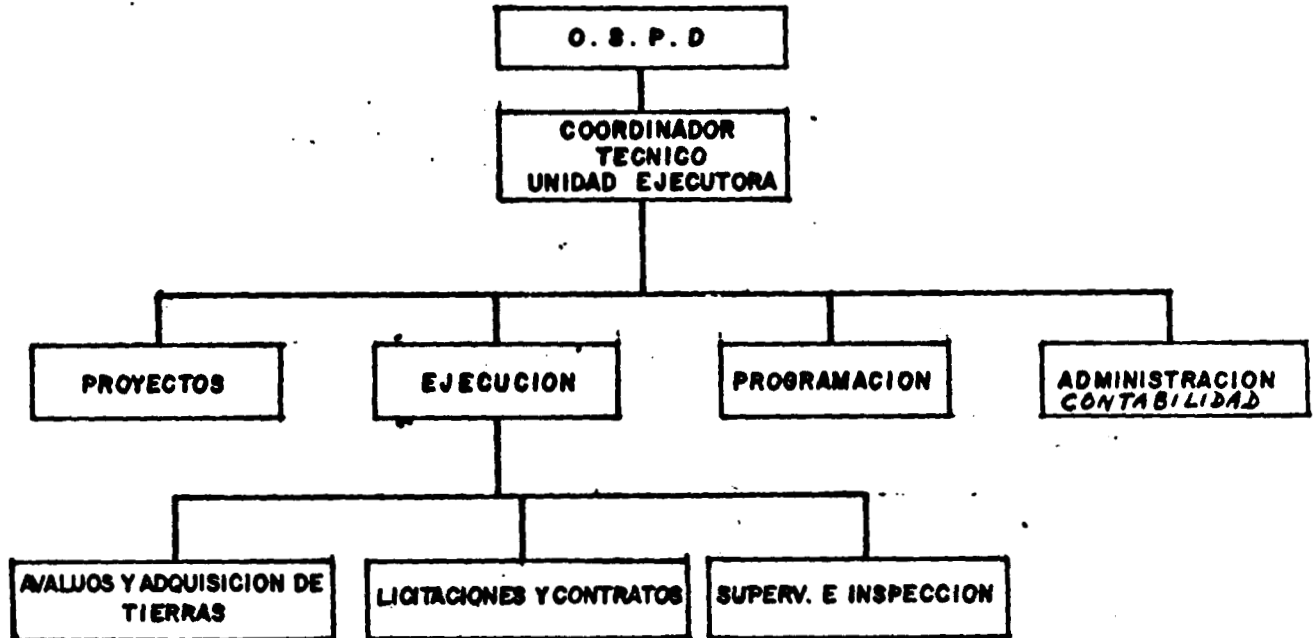 O.S.P.D
COORDINADOR
TECNICO
UNIDAD EJECUTORA
PROYECTOS
EJECUCION
PROGRAMACION
ADMINISTRACION
CONTABILIDAD
AVALUOS Y ADQUISICION DE
TIERRAS
LICITACIONES Y CONTRATOS
SUPERV. E INSPECCION